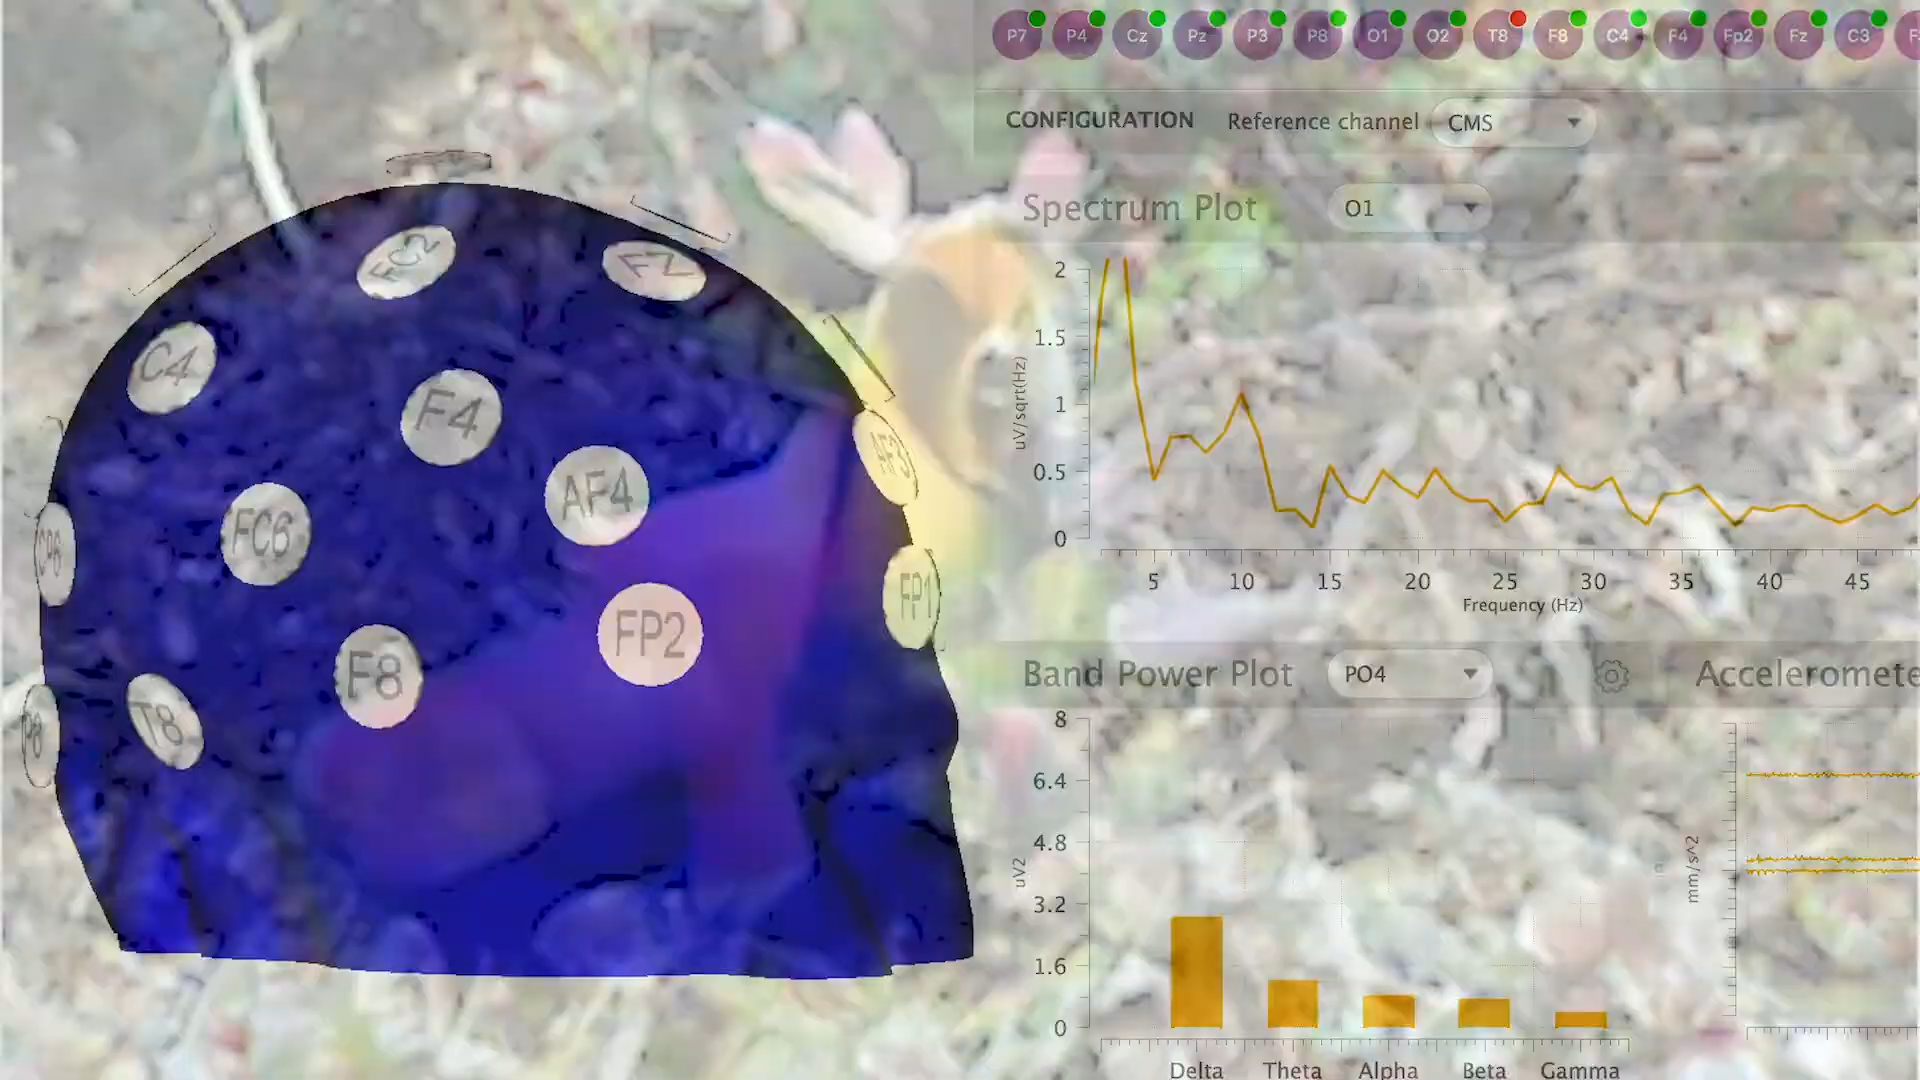 P7 P4 Cz Pz P3 P8 O1 O2 T8 F8 C4 F4 Fp2 Fz C3
CONFIGURATION Reference channel CMS
Spectrum Plot O1
2
1.5
1
0.5
0
uV/sqrt(Hz)
5 10 15 20 25 30 35 40 45
Frequency (Hz)
Band Power Plot PO4
Acceleromete
8
6.4
4.8
3.2
1.6
0
uV2
mm/s√2
Delta Theta Alpha Beta Gamma
FC2
FZ
C4
F4
AF3
AF4
FC6
CP6
FP1
FP2
F8
T8
P8